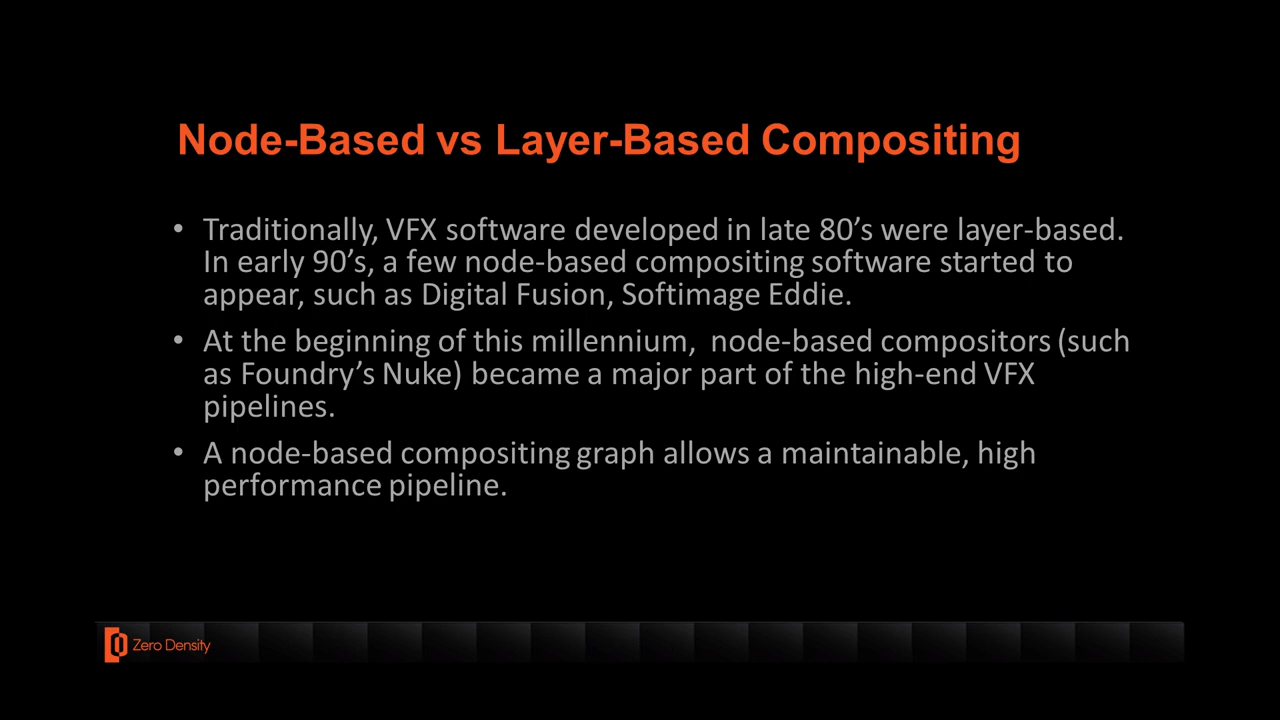 Node-Based vs Layer-Based Compositing
• Traditionally, VFX software developed in late 80’s were layer-based.
In early 90’s, a few node-based compositing software started to
appear, such as Digital Fusion, Softimage Eddie.
• At the beginning of this millennium,  node-based compositors (such
as Foundry’s Nuke) became a major part of the high-end VFX
pipelines.
• A node-based compositing graph allows a maintainable, high
performance pipeline.
Zero Density